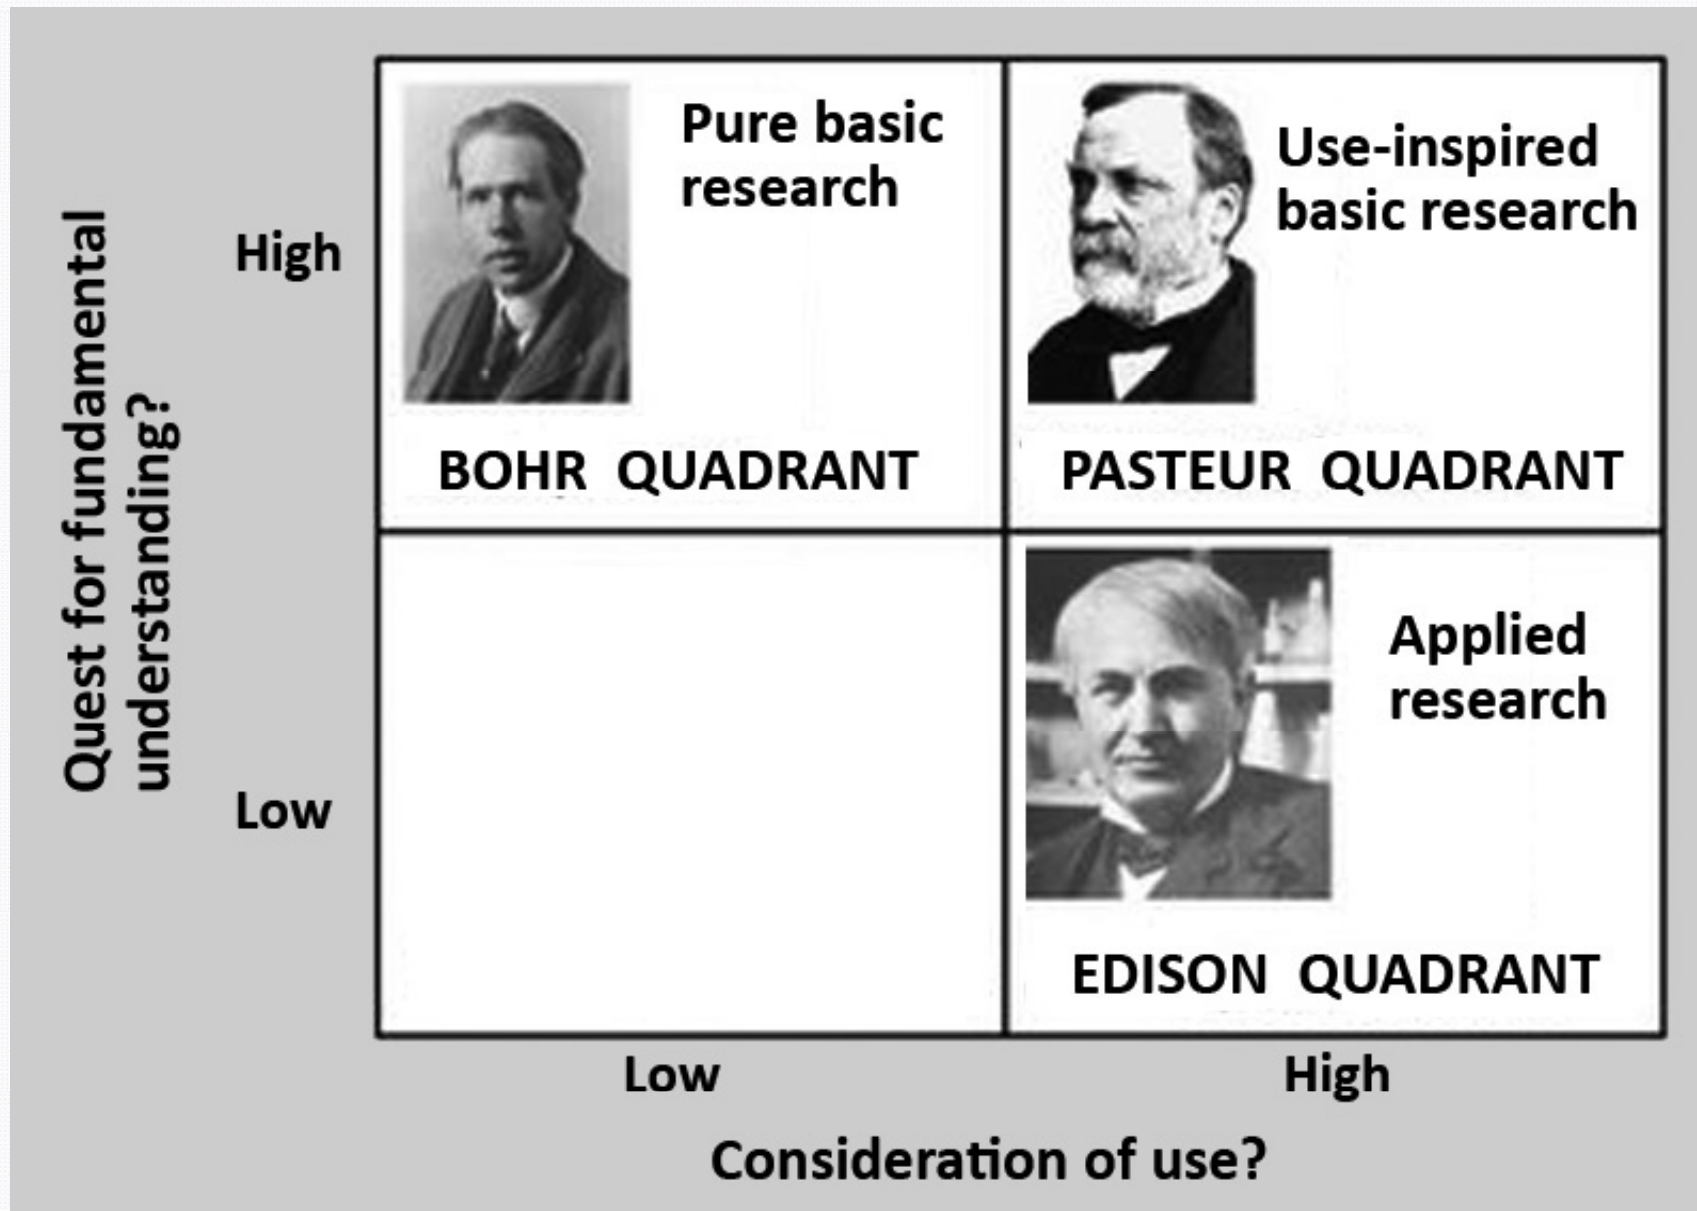 Quest for fundamental
understanding?
High
Pure basic
research
BOHR QUADRANT
Use-inspired
basic research
PASTEUR QUADRANT
Low
Applied
research
EDISON QUADRANT
Low
High
Consideration of use?